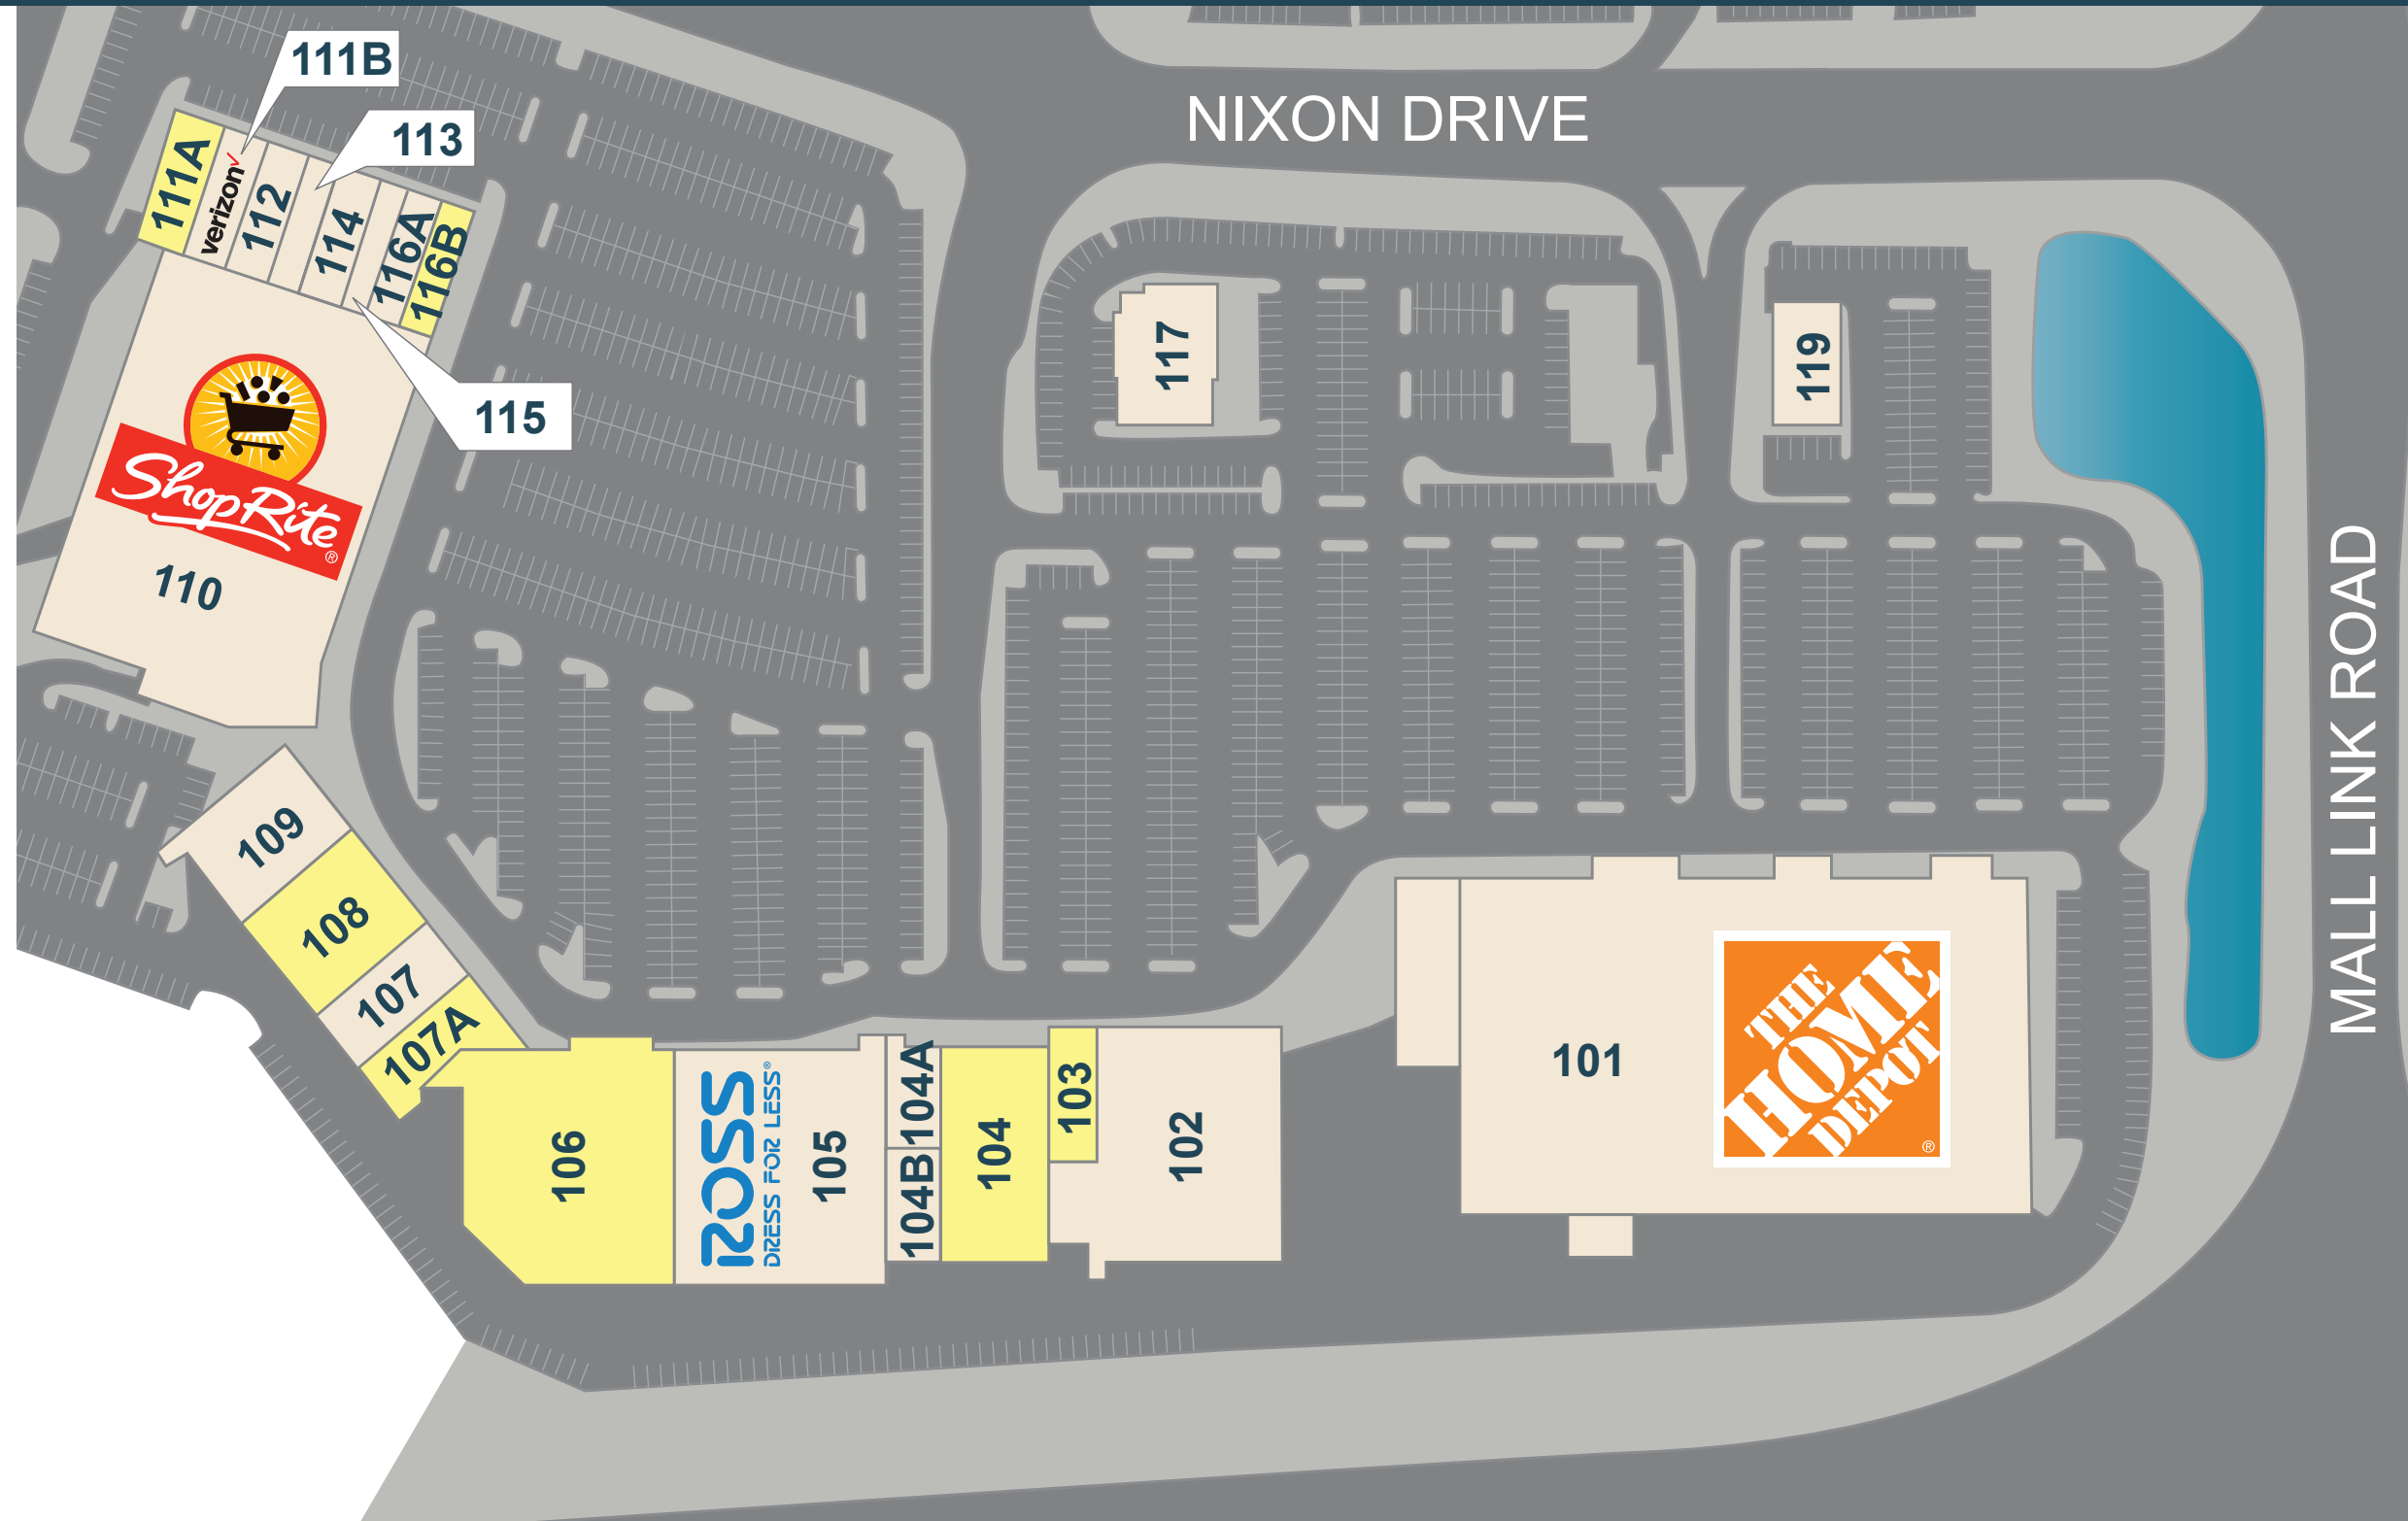 111B
113
NIXON DRIVE
111A
verizon
112
114
116A
116B
115
117
119
ShopRite®
110
MALL LINK ROAD
109
108
107
107A
106
ROSS
DRESS FOR LESS®
105
104A
104B
104
103
102
101
THE
HOME
DEPOT
®